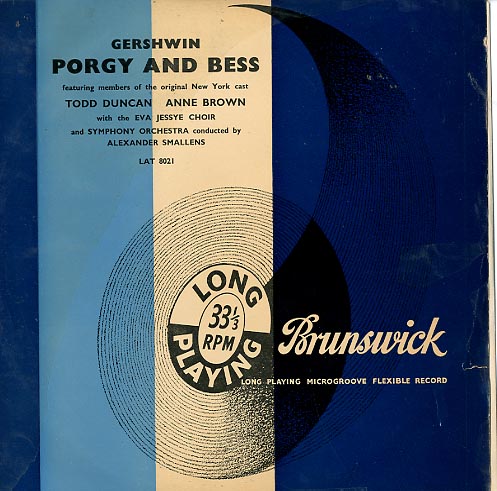 GERSHWIN
PORGY AND BESS
featuring members of the original New York cast
TODD DUNCAN ANNE BROWN
with the EVA JESSYE CHOIR
and SYMPHONY ORCHESTRA conducted by
ALEXANDER SMALLENS
LAT 8021
LONG
33 1/3
RPM
PLAYING
Brunswick
LONG PLAYING MICROGROOVE FLEXIBLE RECORD